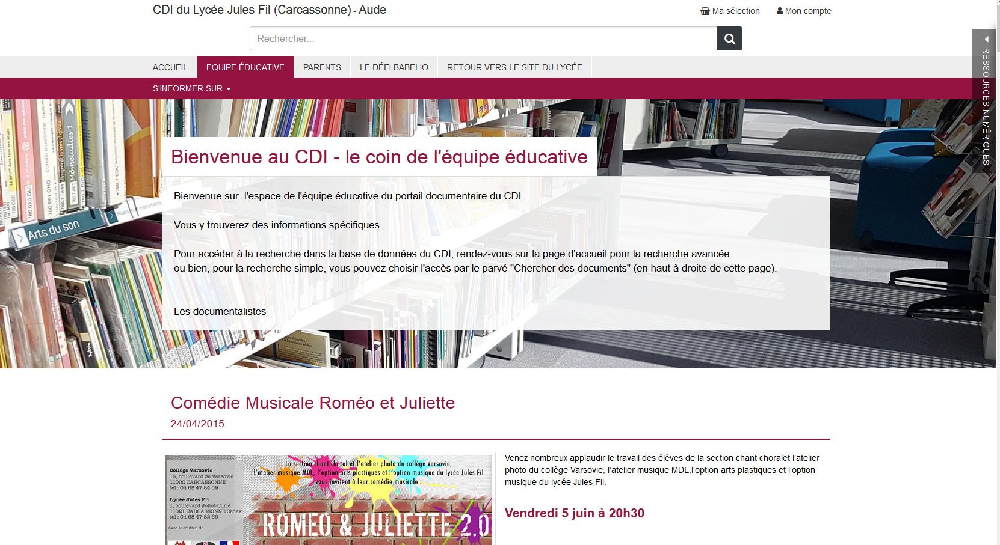 CDI du Lycée Jules Fil (Carcassonne) - Aude
Ma sélection
Mon compte
Rechercher...
ACCUEIL
EQUIPE ÉDUCATIVE
PARENTS
LE DÉFI BABELIO
RETOUR VERS LE SITE DU LYCÉE
S'INFORMER SUR
RESSOURCES NUMÉRIQUES
Arts du son
Musique et instruments
Bienvenue au CDI - le coin de l'équipe éducative
Bienvenue sur  l'espace de l'équipe éducative du portail documentaire du CDI.
Vous y trouverez des informations spécifiques.
Pour accéder à la recherche dans la base de données du CDI, rendez-vous sur la page d'accueil pour la recherche avancée
ou bien, pour la recherche simple, vous pouvez choisir l'accès par le parvé "Chercher des documents" (en haut à droite de cette page).
Les documentalistes
Comédie Musicale Roméo et Juliette
24/04/2015
Collège Varsovie
16, boulevard de Varsovie
11000 CARCASSONNE
tel : 04 68 47 84 09
Lycée Jules Fil
1, boulevard Joliot-Curie
11021 CARCASSONNE Cedex
tel : 04 68 47 82 66
Avec le soutien de :
La section chant choral et l'atelier photo du collège Varsovie,
l'atelier musique MDL, l'option arts plastiques et l'option musique du lycée Jules Fil
vous invitent à leur comédie musicale :
ROMEO & JULIETTE 2.0
Venez nombreux applaudir le travail des élèves de la section chant choralet l’atelier
photo du collège Varsovie, l’atelier musique MDL,l’option arts plastiques et l’option
musique du lycée Jules Fil.
Vendredi 5 juin à 20h30